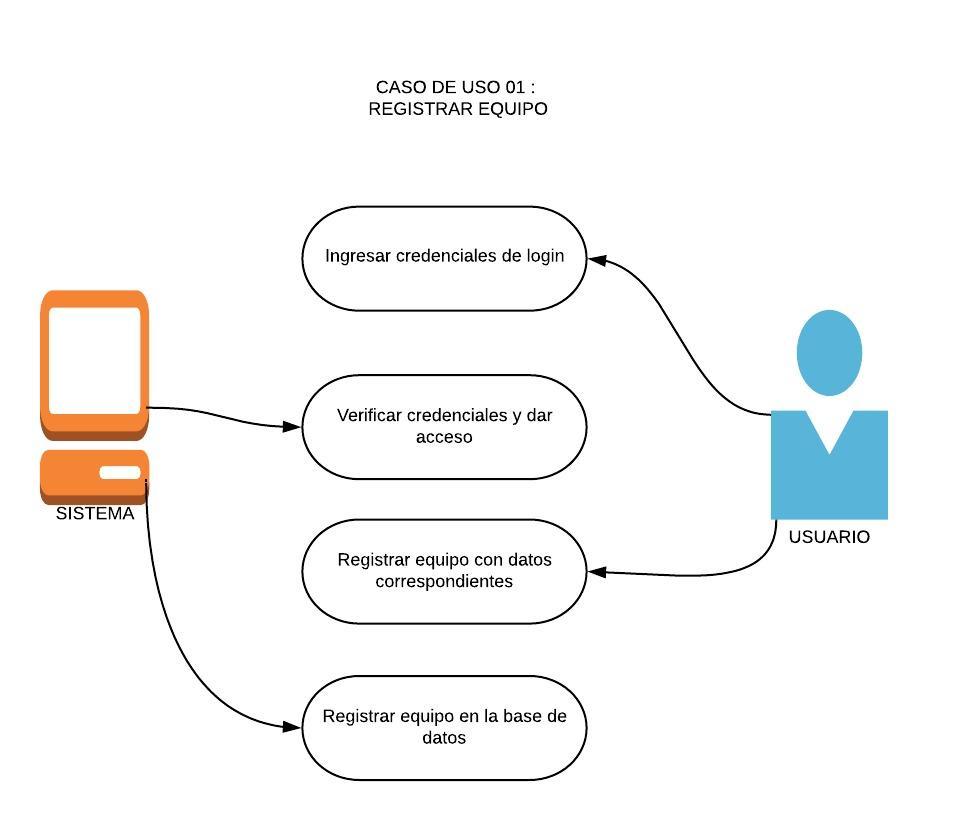 CASO DE USO 01 :
REGISTRAR EQUIPO
Ingresar credenciales de login
Verificar credenciales y dar
acceso
SISTEMA
USUARIO
Registrar equipo con datos
correspondientes
Registrar equipo en la base de
datos